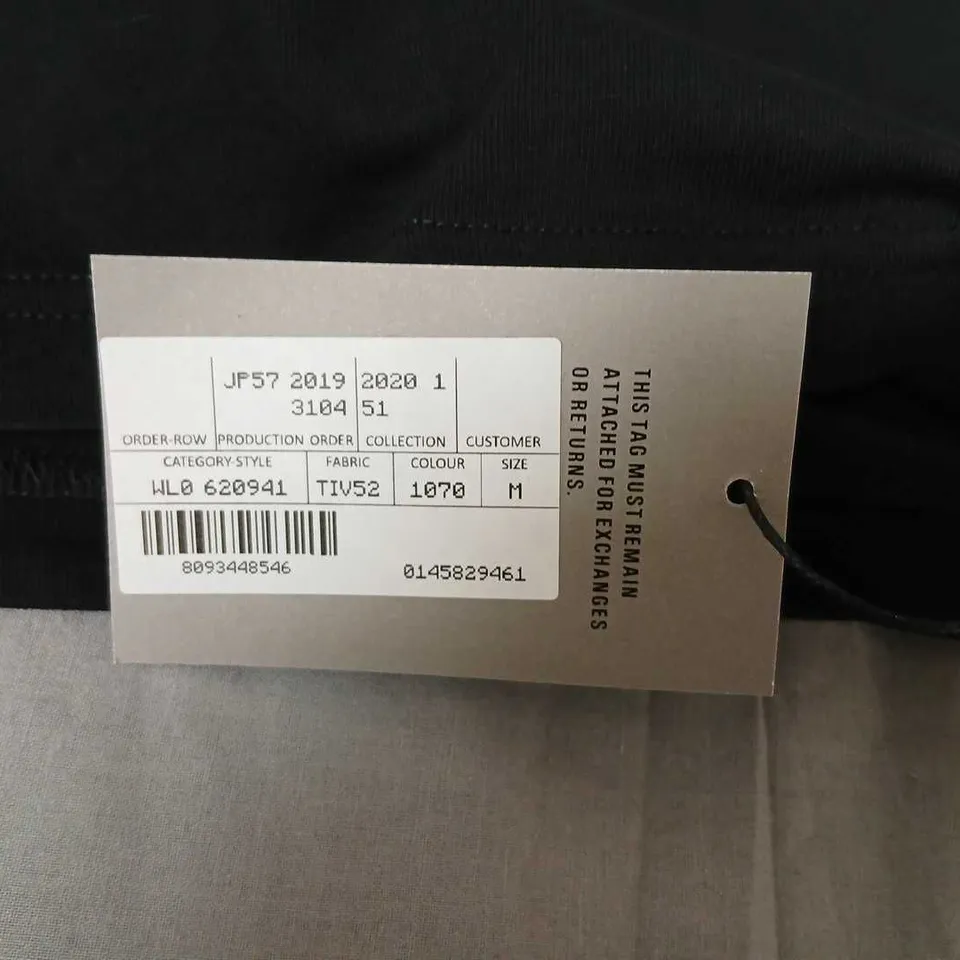 JP57 2019 2020 1
3104 51
ORDER-ROW PRODUCTION ORDER COLLECTION CUSTOMER
CATEGORY-STYLE FABRIC COLOUR SIZE
WL0 620941 TIV52 1070 M
8093448546 0145829461
THIS TAG MUST REMAIN
ATTACHED FOR EXCHANGES
OR RETURNS.